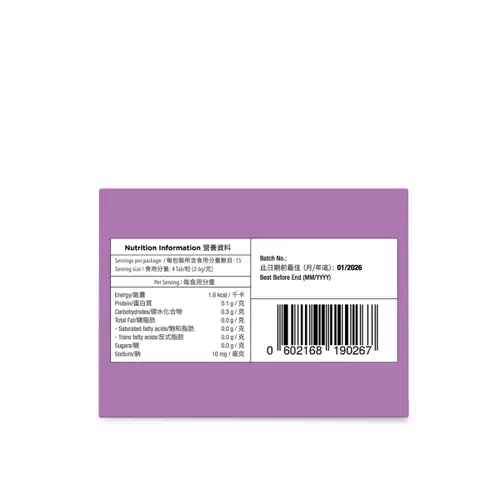 Nutrition Information 營養資料
Servings per package / 每包裝所含食用分量數目: 15
Serving size / 食用分量: 4 Tab/粒 (2.6g/克)
Per Serving / 每食用分量
Energy/能量 1.6 kcal / 千卡
Protein/蛋白質 0.1 g / 克
Carbohydrates/碳水化合物 0.3 g / 克
Total Fat/總脂肪 0.0 g / 克
- Saturated fatty acids/飽和脂肪 0.0 g / 克
- Trans fatty acids/反式脂肪 0.0 g / 克
Sugars/糖 0.0 g / 克
Sodium/鈉 10 mg / 毫克
Batch No.:
此日期前最佳 (月/年底): 01/2026
Best Before End (MM/YYYY)
0 602168 190267